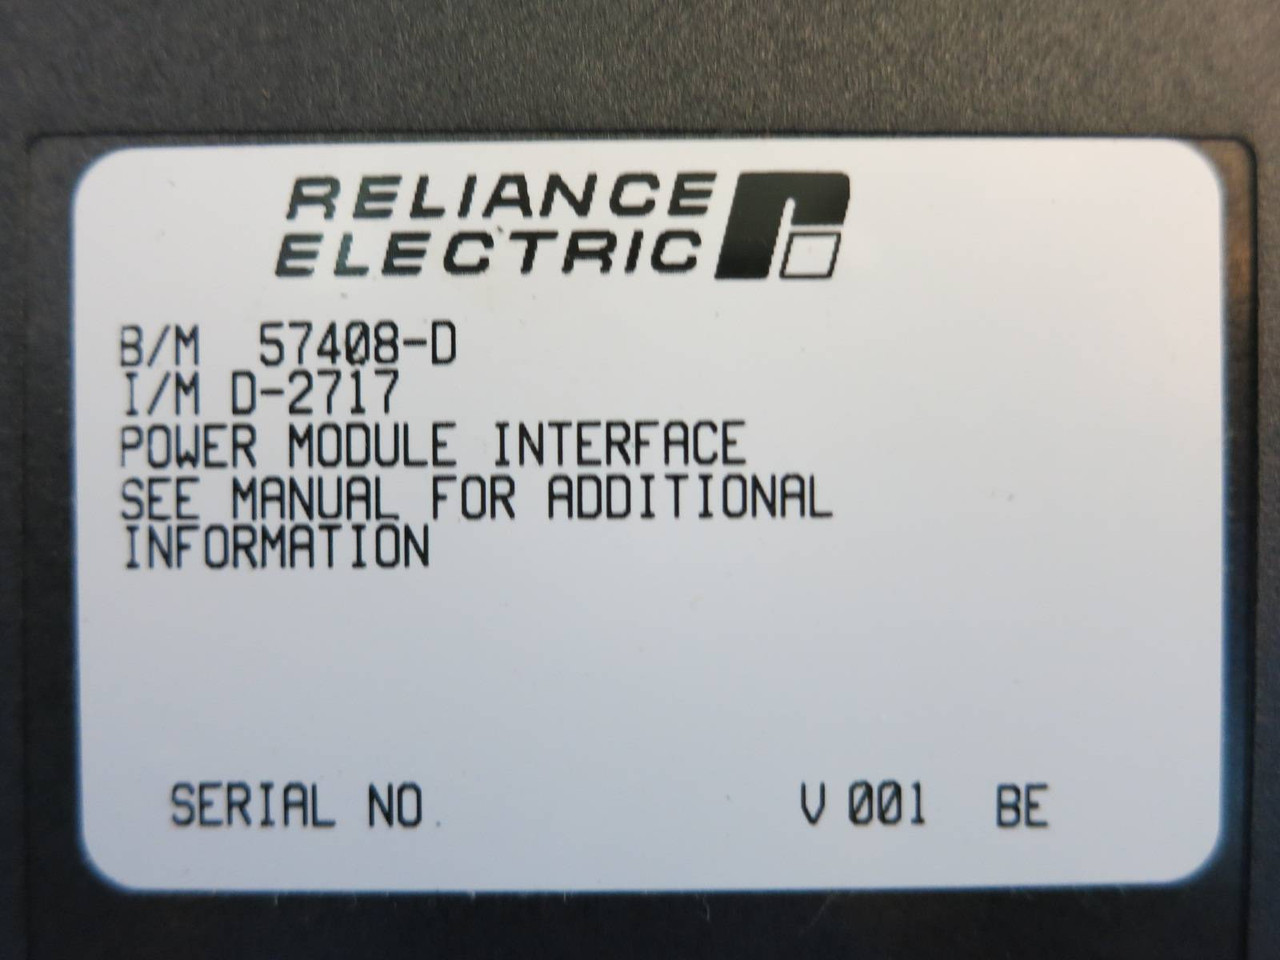 RELIANCE
ELECTRIC
B/M 57408-D
I/M D-2717
POWER MODULE INTERFACE
SEE MANUAL FOR ADDITIONAL
INFORMATION
SERIAL NO. V 001 BE